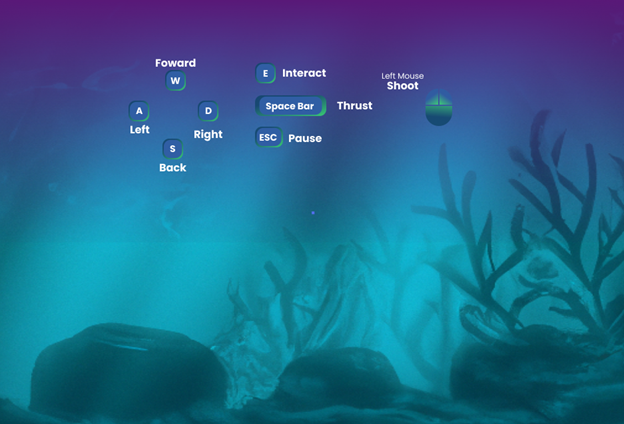 Foward
W
A
Left
D
Right
S
Back
E
Interact
Space Bar
Thrust
ESC
Pause
Left Mouse
Shoot